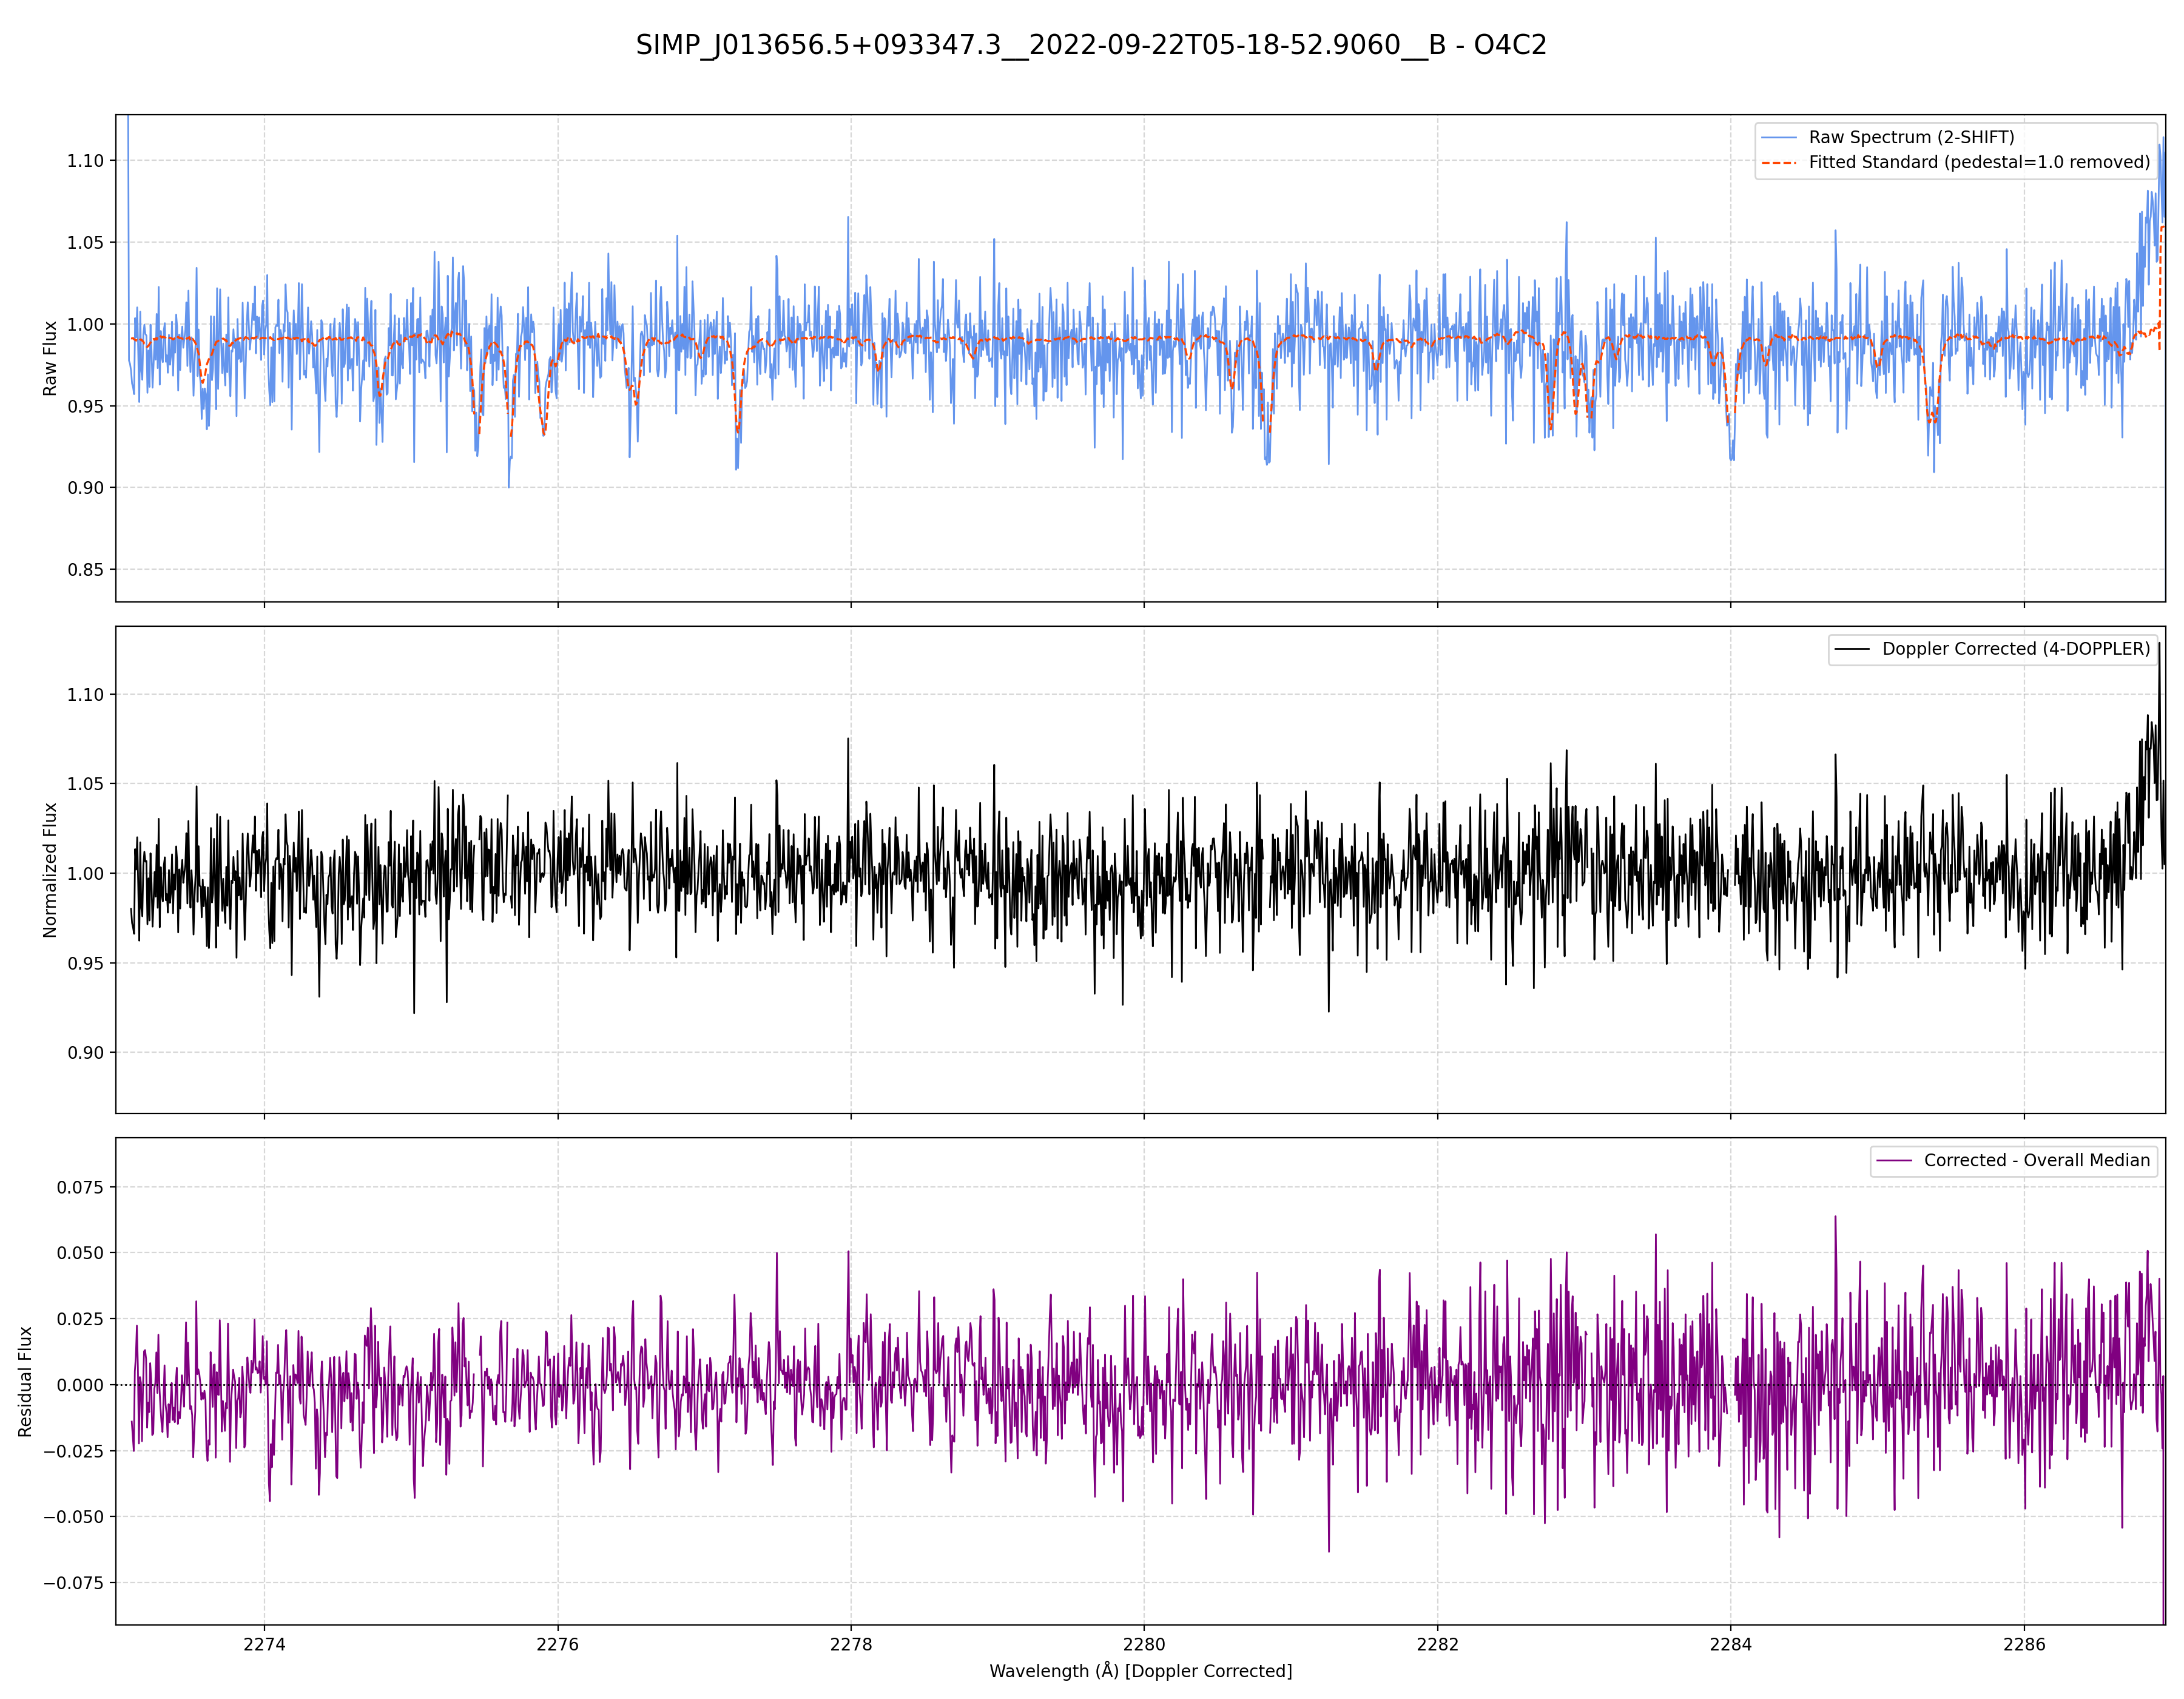 SIMP_J013656.5+093347.3__2022-09-22T05-18-52.9060__B - O4C2
Raw Spectrum (2-SHIFT)
Fitted Standard (pedestal=1.0 removed)
1.10
1.05
1.00
0.95
0.90
0.85
Raw Flux
Doppler Corrected (4-DOPPLER)
1.10
1.05
1.00
0.95
0.90
Normalized Flux
Corrected - Overall Median
0.075
0.050
0.025
0.000
−0.025
−0.050
−0.075
Residual Flux
2274 2276 2278 2280 2282 2284 2286
Wavelength (Å) [Doppler Corrected]